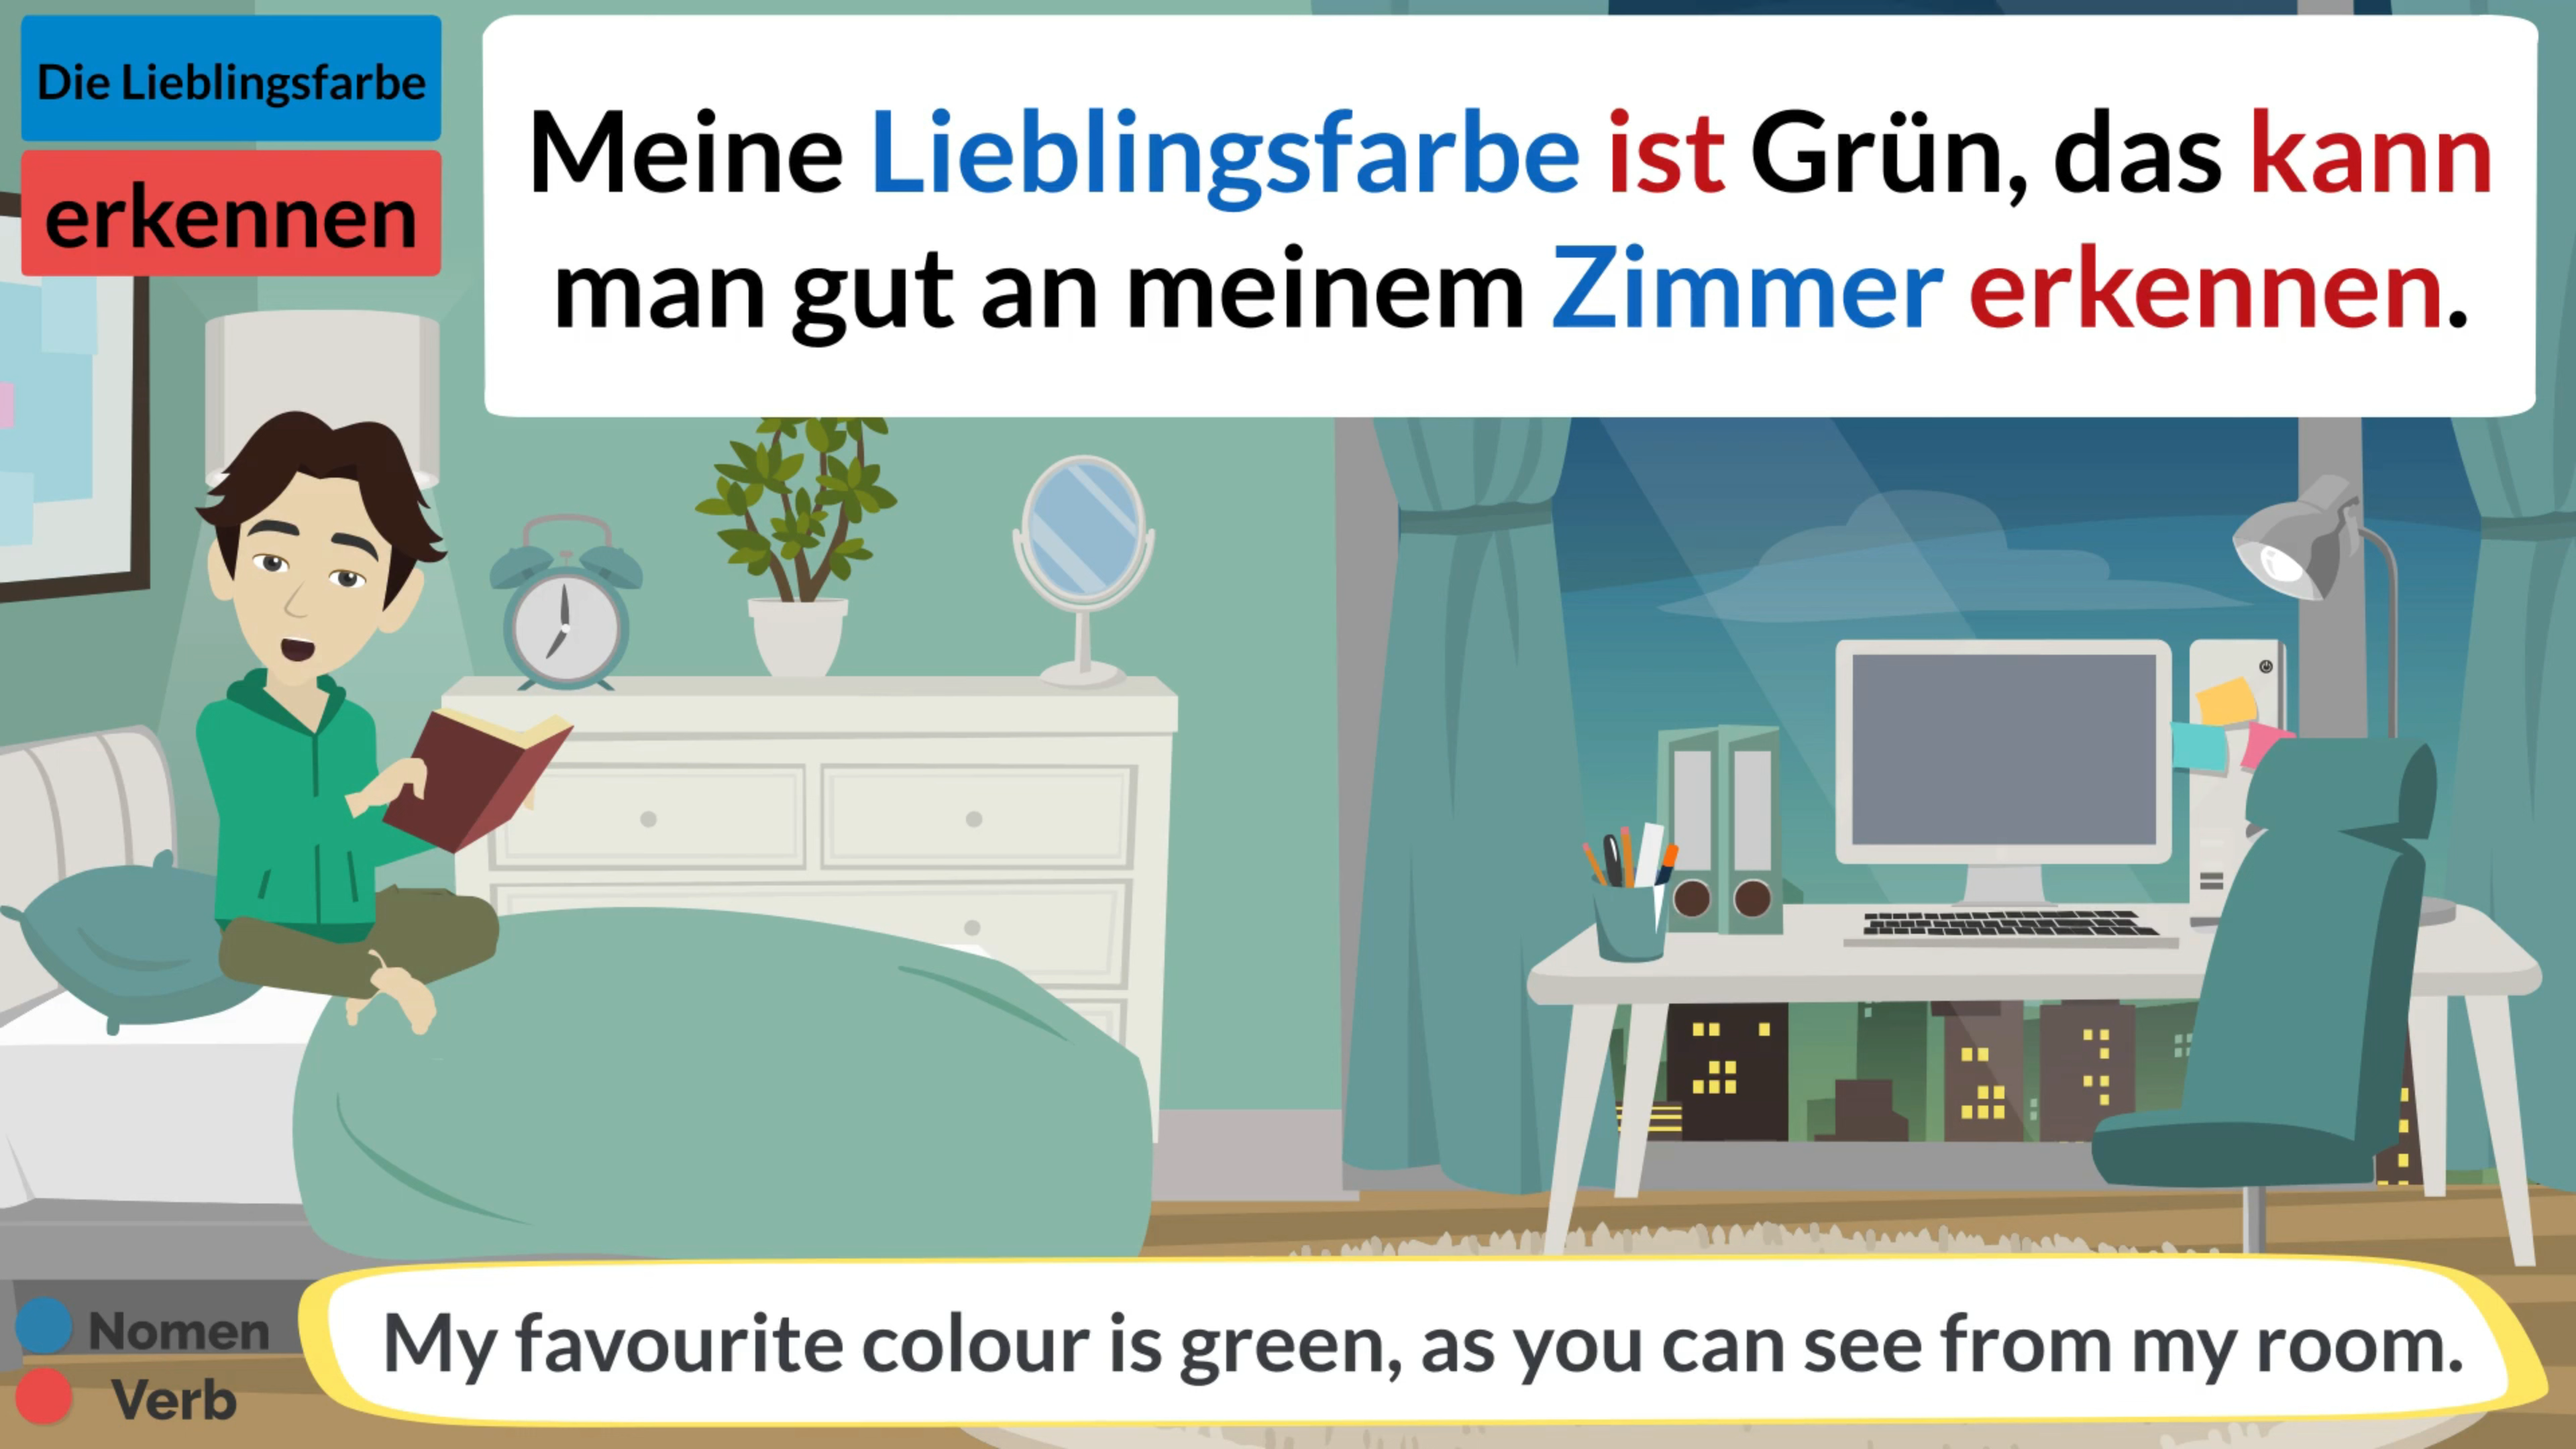 Die Lieblingsfarbe
erkennen
Meine Lieblingsfarbe ist Grün, das kann
man gut an meinem Zimmer erkennen.
Nomen
Verb
My favourite colour is green, as you can see from my room.